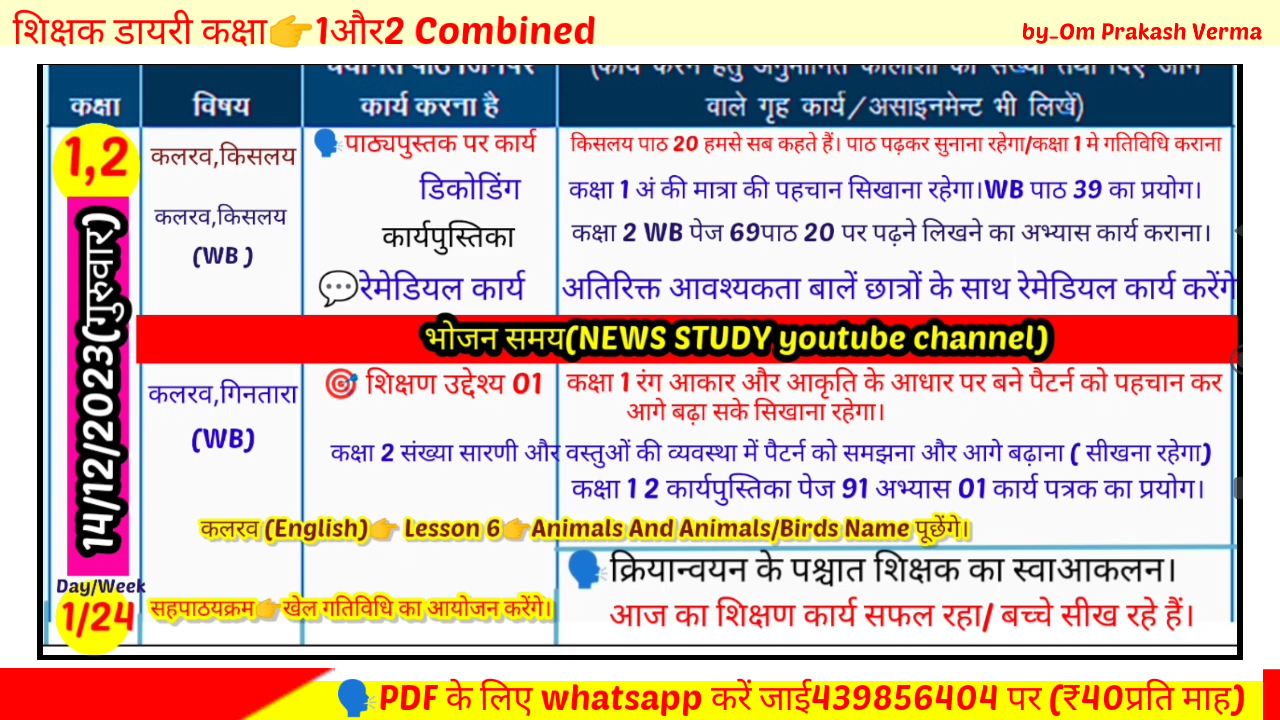 शिक्षक डायरी कक्षा👉1और2 Combined
by_Om Prakash Verma
कक्षा
विषय
कार्य करना है
वाले गृह कार्य/असाइनमेन्ट भी लिखें)
1,2
कलरव,किसलय
🗣️पाठ्यपुस्तक पर कार्य
किसलय पाठ 20 हमसे सब कहते हैं। पाठ पढ़कर सुनाना रहेगा/कक्षा 1 मे गतिविधि कराना
डिकोडिंग
कक्षा 1 अं की मात्रा की पहचान सिखाना रहेगा।WB पाठ 39 का प्रयोग।
कलरव,किसलय
(WB )
कार्यपुस्तिका
कक्षा 2 WB पेज 69पाठ 20 पर पढ़ने लिखने का अभ्यास कार्य कराना।
💬रेमेडियल कार्य
अतिरिक्त आवश्यकता बालें छात्रों के साथ रेमेडियल कार्य करेंगे
14/12/2023(गुरुवार)
भोजन समय(NEWS STUDY youtube channel)
कलरव,गिनतारा
(WB)
🎯 शिक्षण उद्देश्य 01
कक्षा 1 रंग आकार और आकृति के आधार पर बने पैटर्न को पहचान कर
आगे बढ़ा सके सिखाना रहेगा।
कक्षा 2 संख्या सारणी और वस्तुओं की व्यवस्था में पैटर्न को समझना और आगे बढ़ाना ( सीखना रहेगा)
कक्षा 1 2 कार्यपुस्तिका पेज 91 अभ्यास 01 कार्य पत्रक का प्रयोग।
कलरव (English)👉 Lesson 6👉Animals And Animals/Birds Name पूछेंगे।
🗣️क्रियान्वयन के पश्चात शिक्षक का स्वाआकलन।
Day/Week
1/24
सहपाठयक्रम👉खेल गतिविधि का आयोजन करेंगे।
आज का शिक्षण कार्य सफल रहा/ बच्चे सीख रहे हैं।
🗣️PDF के लिए whatsapp करें जाई439856404 पर (₹40प्रति माह)